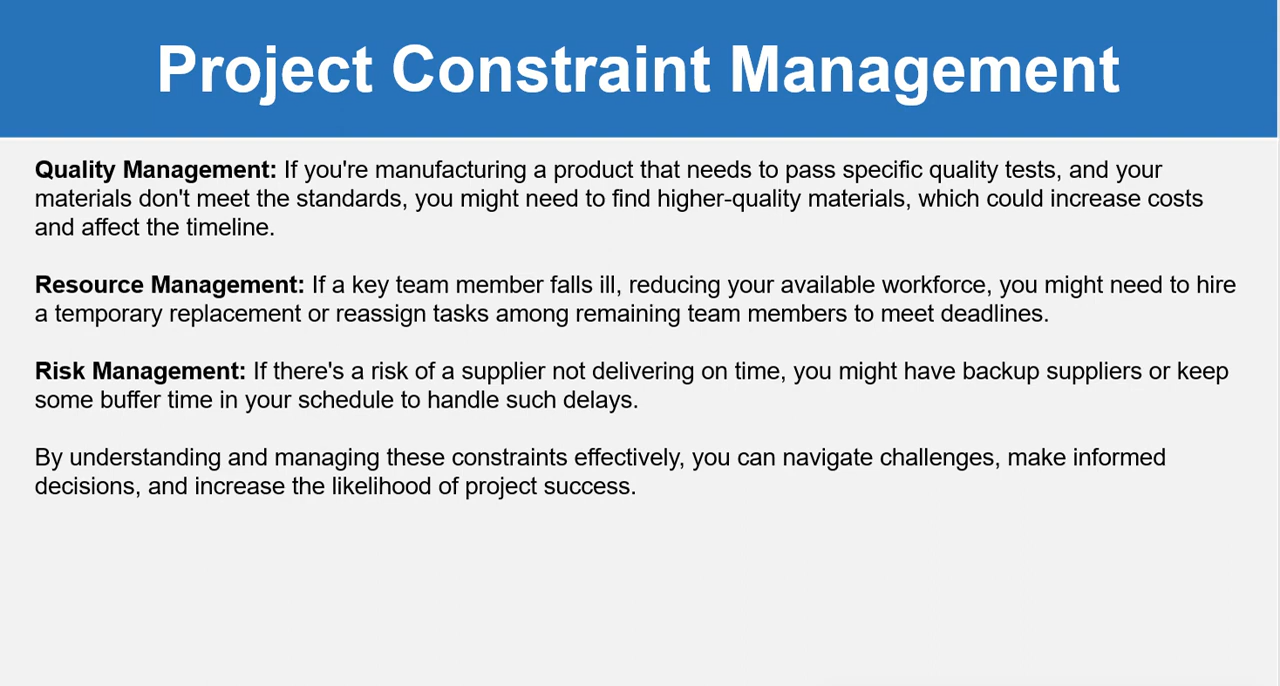 Project Constraint Management
Quality Management: If you're manufacturing a product that needs to pass specific quality tests, and your
materials don't meet the standards, you might need to find higher-quality materials, which could increase costs
and affect the timeline.
Resource Management: If a key team member falls ill, reducing your available workforce, you might need to hire
a temporary replacement or reassign tasks among remaining team members to meet deadlines.
Risk Management: If there's a risk of a supplier not delivering on time, you might have backup suppliers or keep
some buffer time in your schedule to handle such delays.
By understanding and managing these constraints effectively, you can navigate challenges, make informed
decisions, and increase the likelihood of project success.